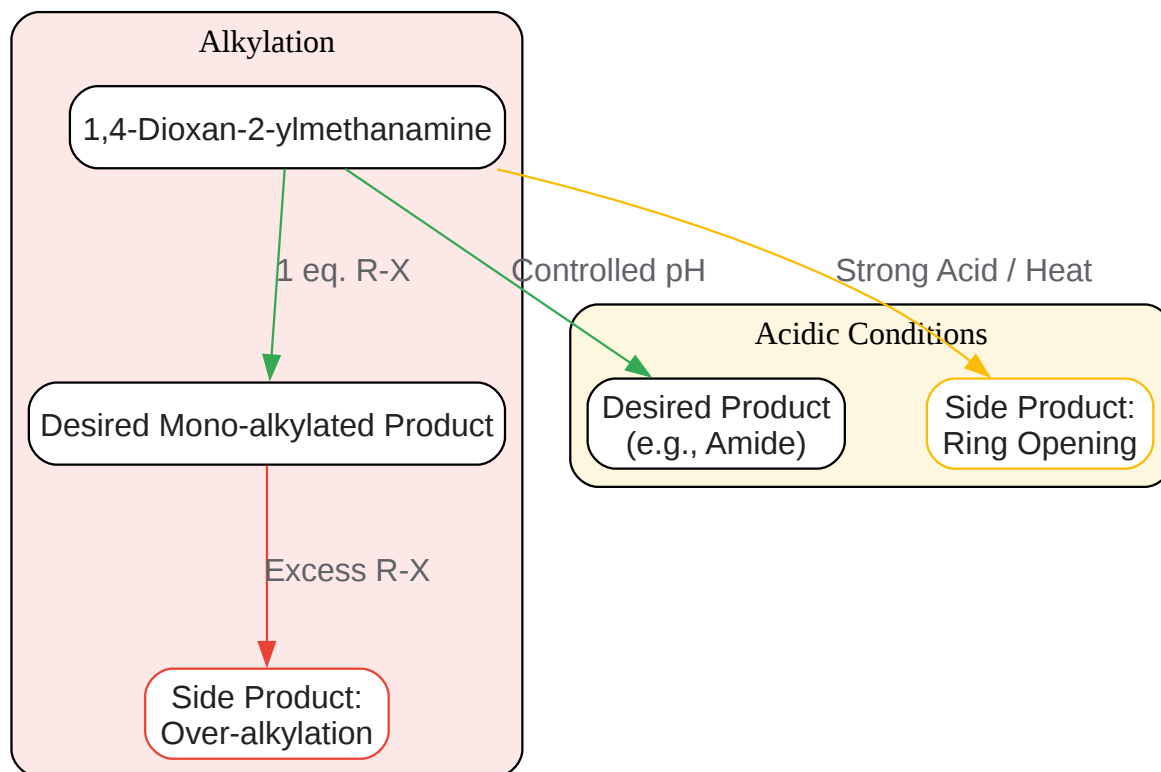 Alkylation
1,4-Dioxan-2-ylmethanamine
1 eq. R-X
Controlled pH
Strong Acid / Heat
Acidic Conditions
Desired Mono-alkylated Product
Desired Product
(e.g., Amide)
Side Product:
Ring Opening
Excess R-X
Side Product:
Over-alkylation